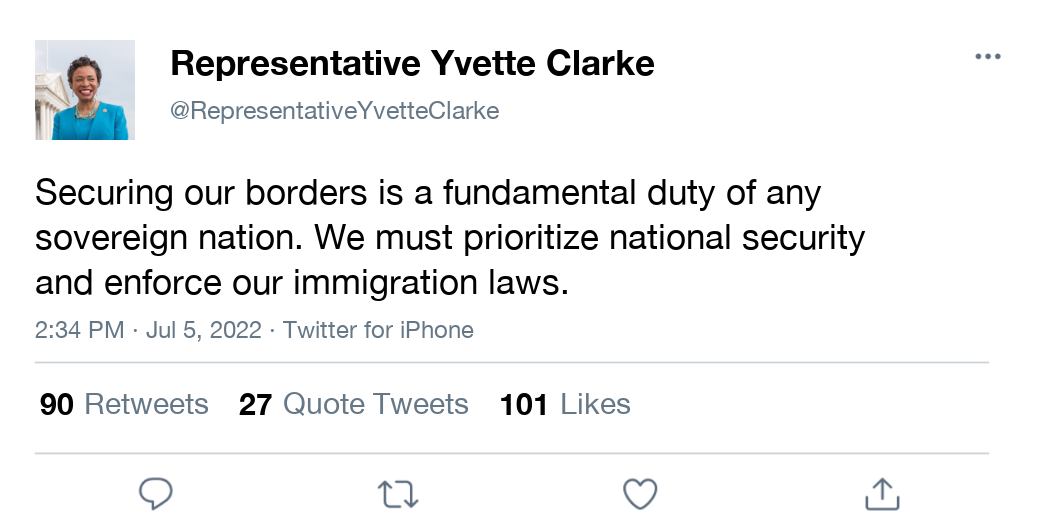 Representative Yvette Clarke
@RepresentativeYvetteClarke
Securing our borders is a fundamental duty of any
sovereign nation. We must prioritize national security
and enforce our immigration laws.
2:34 PM · Jul 5, 2022 · Twitter for iPhone
90 Retweets 27 Quote Tweets 101 Likes